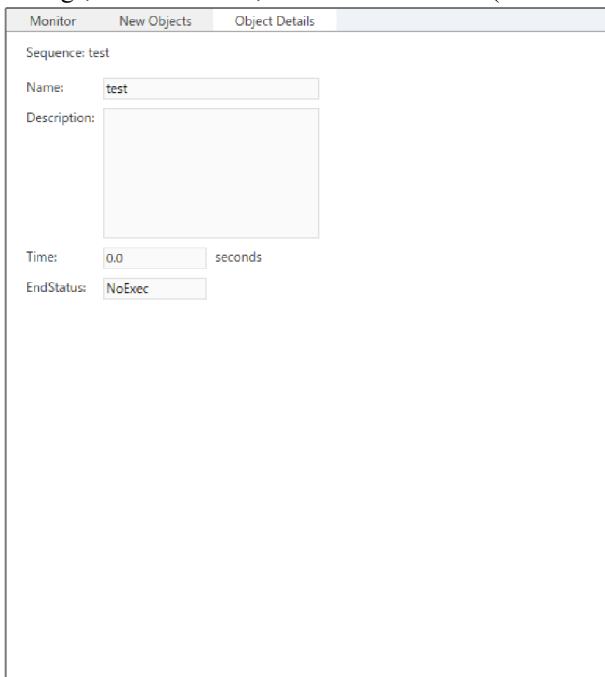 Monitor New Objects Object Details
Sequence: test
Name: test
Description:
Time: 0.0 seconds
EndStatus: NoExec